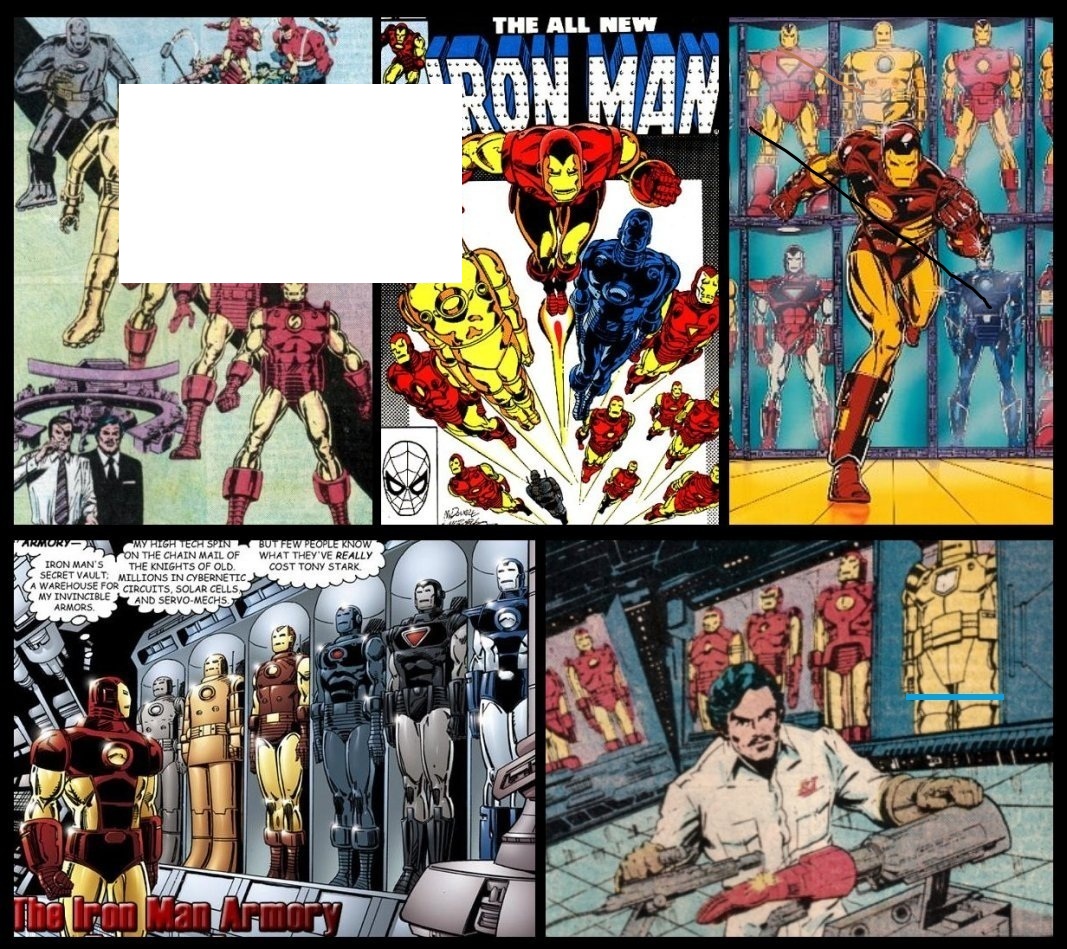 THE ALL NEW
IRON MAN
ARMORY—
IRON MAN'S
SECRET VAULT;
A WAREHOUSE FOR
MY INVINCIBLE
ARMORS.
MY HIGH TECH SPIN
ON THE CHAIN MAIL OF
THE KNIGHTS OF OLD.
MILLIONS IN CYBERNETIC
CIRCUITS, SOLAR CELLS,
AND SERVO-MECHS.
BUT FEW PEOPLE KNOW
WHAT THEY'VE REALLY
COST TONY STARK.
SI
The Iron Man Armory